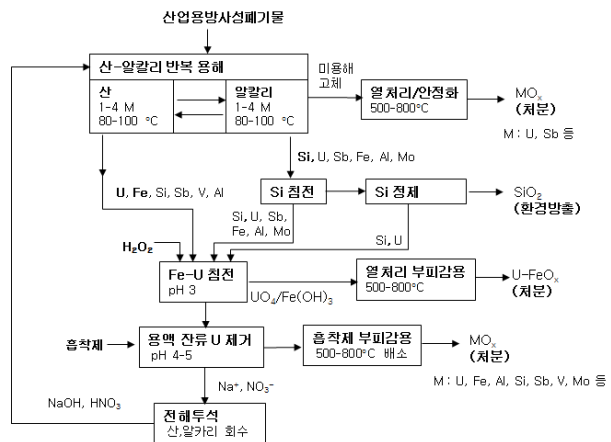 산업용방사성폐기물
산-알칼리 반복 용해
산
1-4 M
80-100 °C
알칼리
1-4 M
80-100 °C
미용해
고체
열처리/안정화
500-800°C
MOx
(처분)
M : U, Sb 등
Si, U, Sb, Fe, Al, Mo
U, Fe, Si, Sb, V, Al
Si 침전
Si 정제
SiO2
(환경방출)
Si, U, Sb,
Fe, Al, Mo
Si,U
H2O2
Fe-U 침전
pH 3
UO4/Fe(OH)3
열처리 부피감용
500-800°C
U-FeOx
(처분)
흡착제
용액 잔류 U 제거
pH 4-5
흡착제 부피감용
500-800°C 배소
MOx
(처분)
M : U, Fe, Al, Si, Sb, V, Mo 등
Na+, NO3-
NaOH, HNO3
전해투석
산,알카리 회수